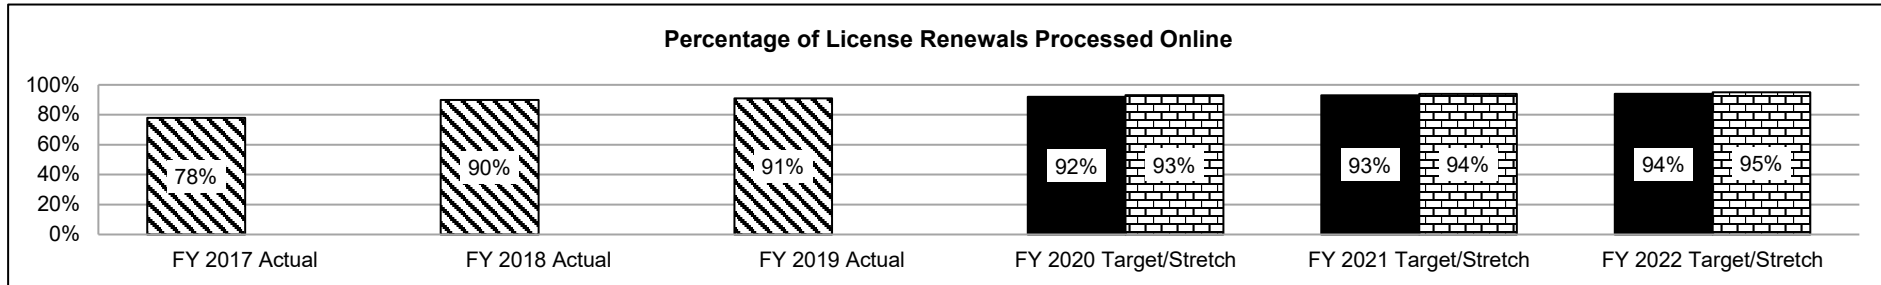 Percentage of License Renewals Processed Online
100%
80%
60%
40%
20%
0%
78%
90%
91%
92%
93%
93%
94%
94%
95%
FY 2017 Actual
FY 2018 Actual
FY 2019 Actual
FY 2020 Target/Stretch
FY 2021 Target/Stretch
FY 2022 Target/Stretch